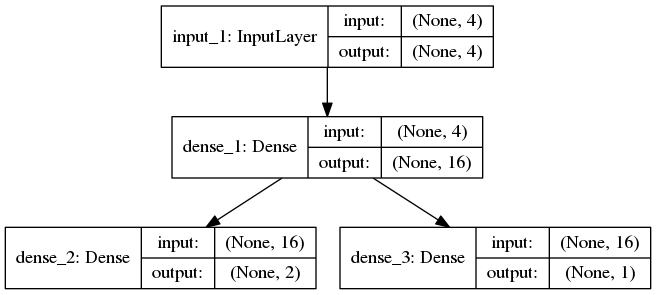 input_1: InputLayer
input: (None, 4)
output: (None, 4)
dense_1: Dense
input: (None, 4)
output: (None, 16)
dense_2: Dense
input: (None, 16)
output: (None, 2)
dense_3: Dense
input: (None, 16)
output: (None, 1)